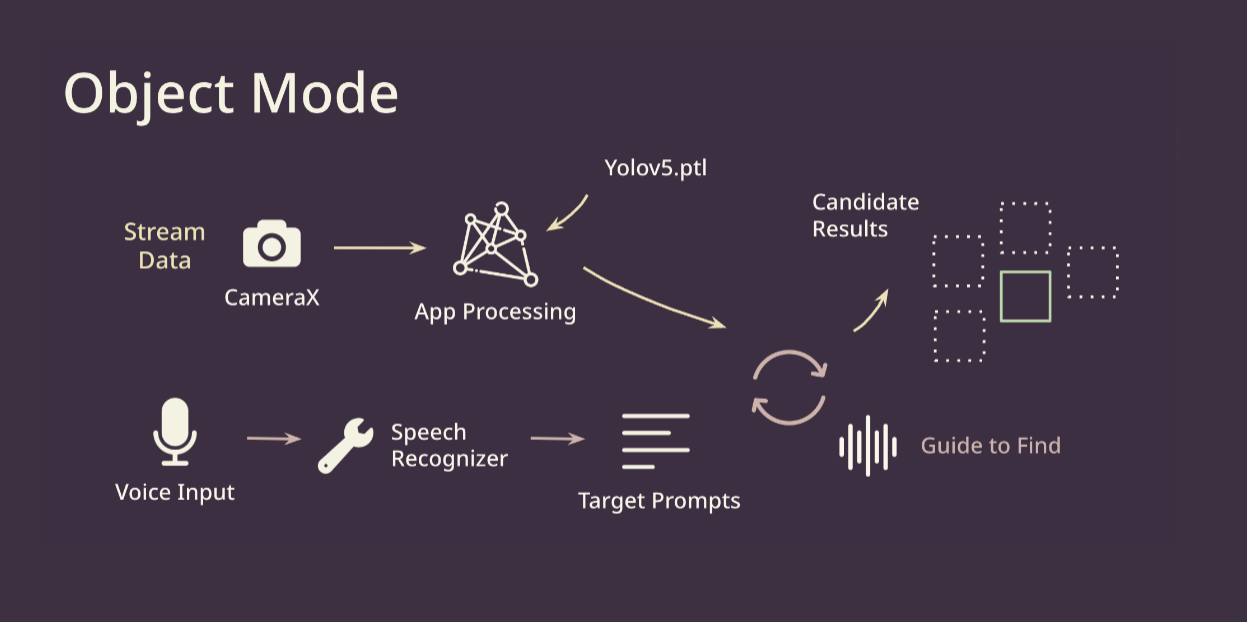 Object Mode
Yolov5.ptl
Candidate
Results
Stream
Data
CameraX
App Processing
Speech
Recognizer
Guide to Find
Voice Input
Target Prompts